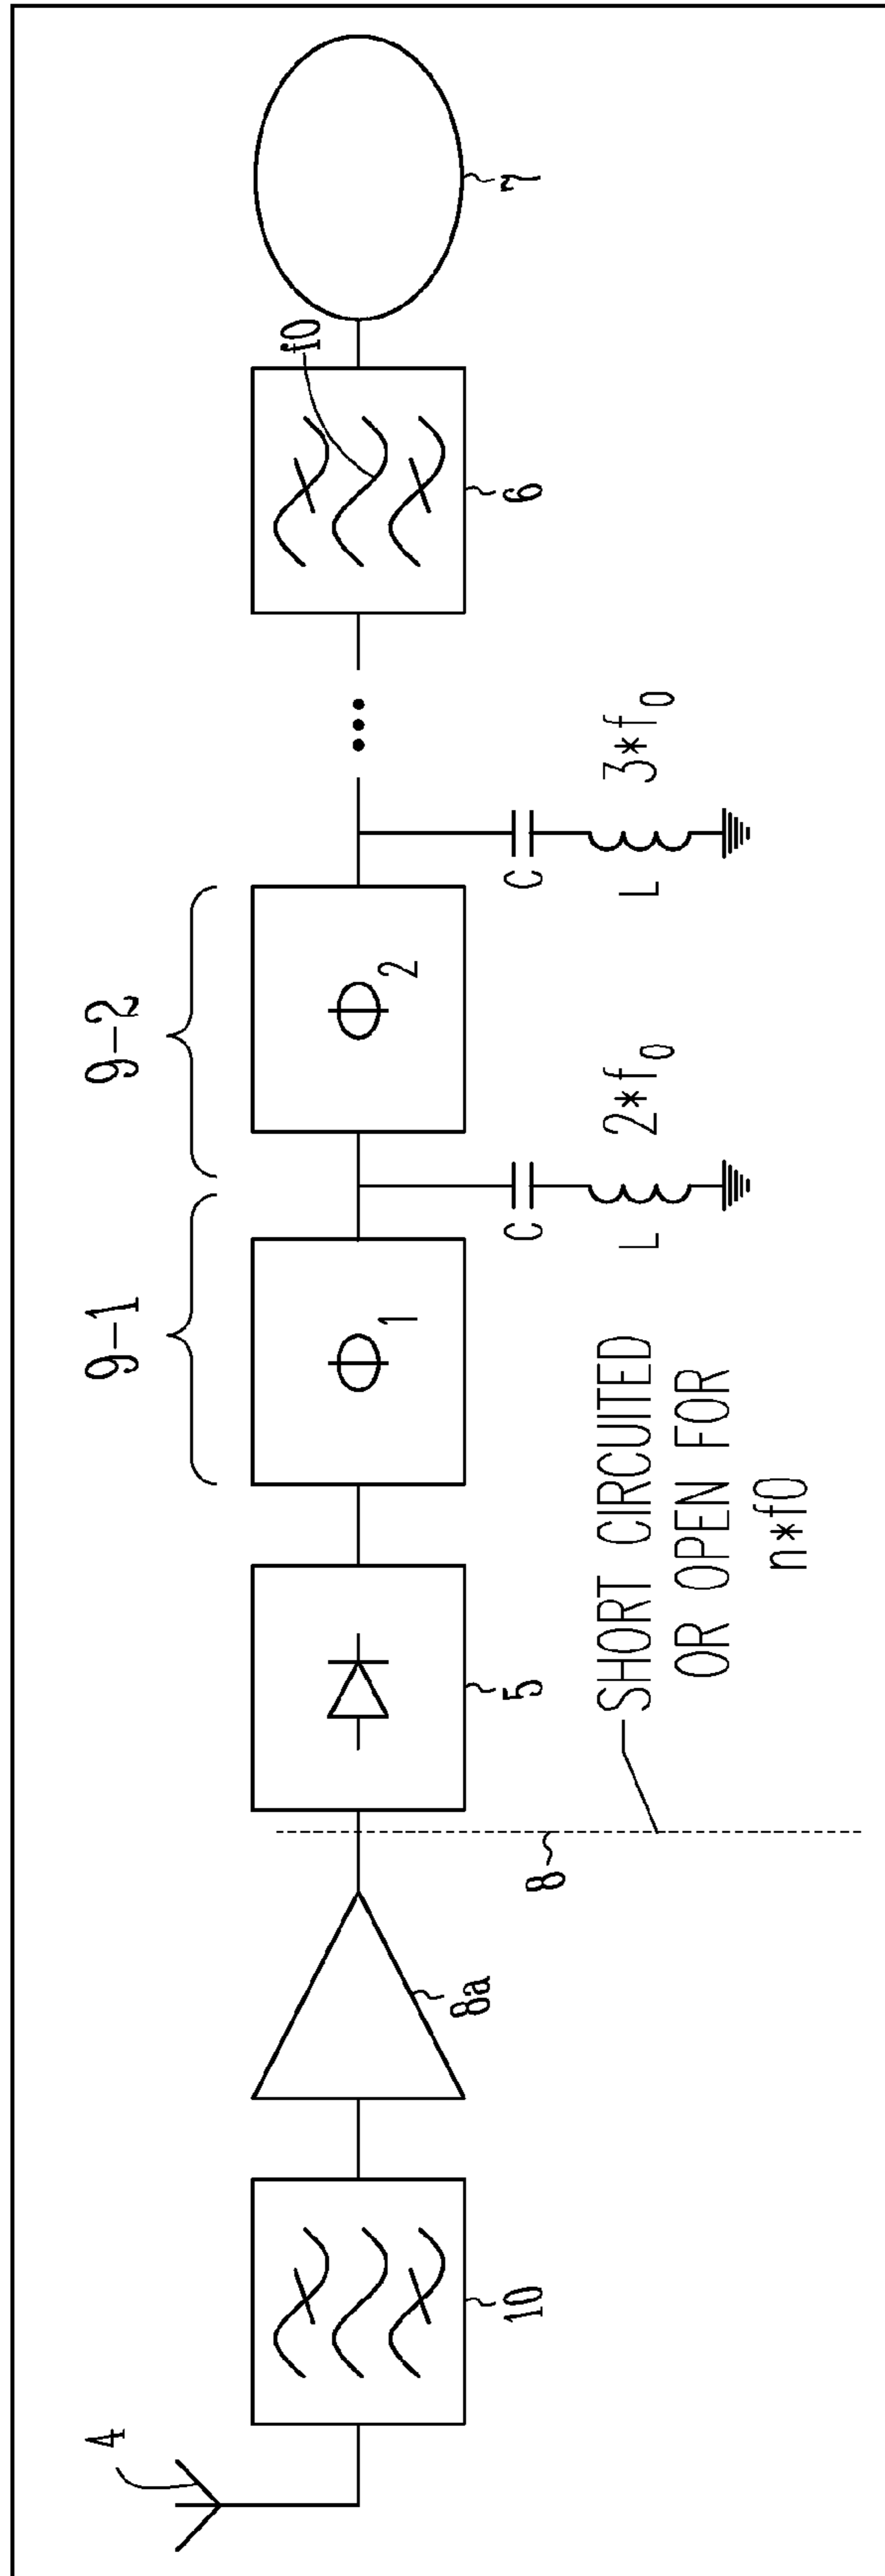 9-1
9-2
4
10
8a
8
5
ϕ1
ϕ2
f0
6
7
C
L
2*f0
C
L
3*f0
SHORT CIRCUITED
OR OPEN FOR
n*f0